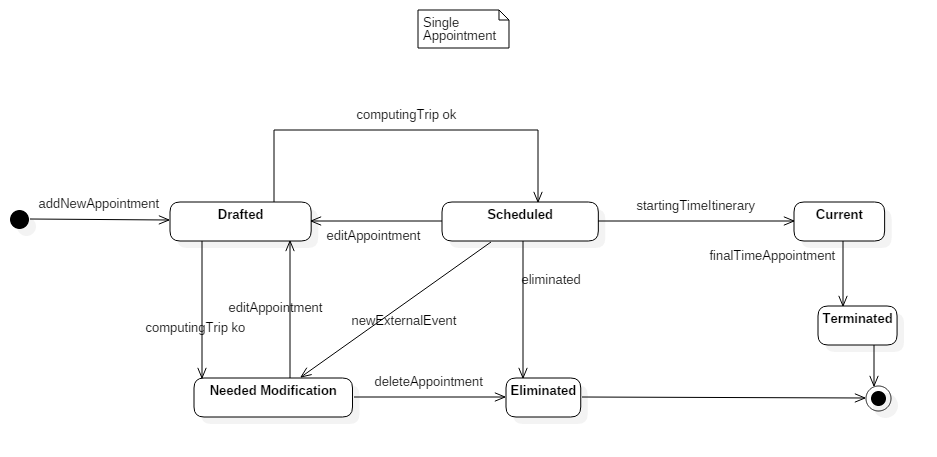 Single
Appointment
computingTrip ok
addNewAppointment
Drafted
Scheduled
startingTimeItinerary
Current
editAppointment
finalTimeAppointment
eliminated
editAppointment
newExternalEvent
computingTrip ko
Terminated
Needed Modification
deleteAppointment
Eliminated